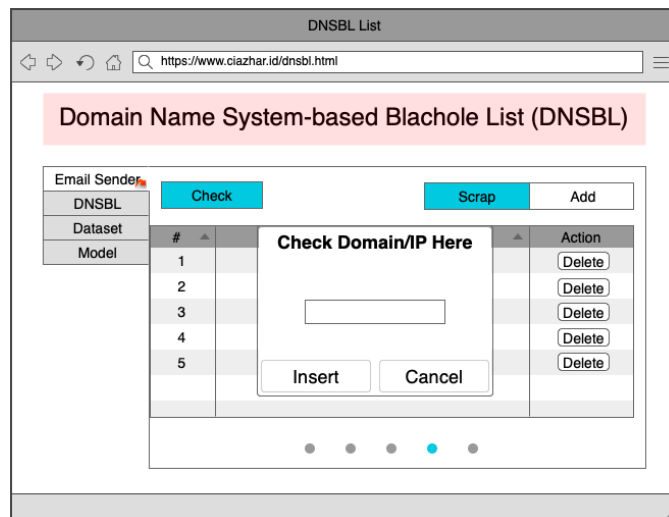 DNSBL List
https://www.ciazhar.id/dnsbl.html
Domain Name System-based Blachole List (DNSBL)
Email Sender
DNSBL
Dataset
Model
Check
Scrap
Add
#
Action
Check Domain/IP Here
1
Delete
2
Delete
3
Delete
4
Delete
5
Delete
Insert
Cancel